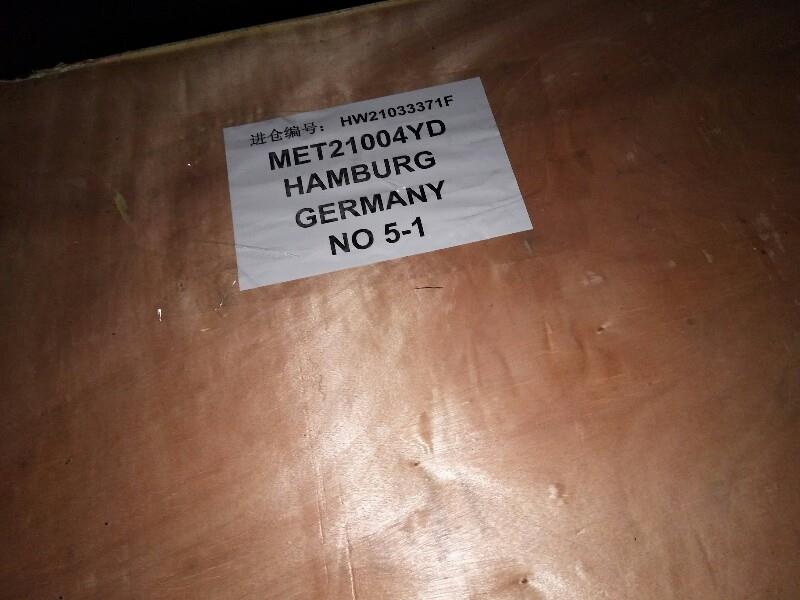 进仓编号: HW21033371F
MET21004YD
HAMBURG
GERMANY
NO 5-1